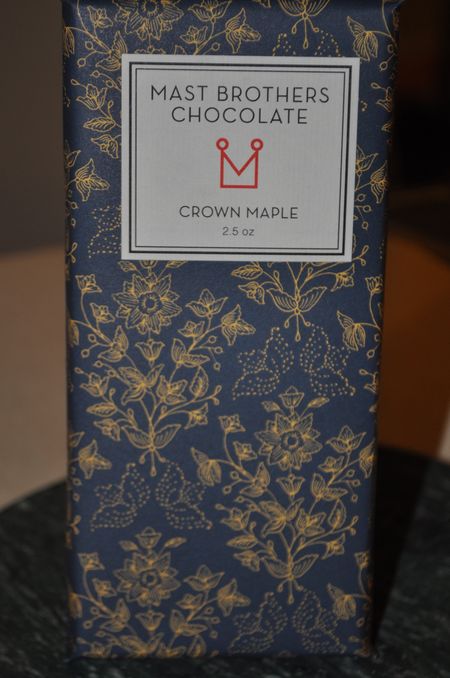 MAST BROTHERS
CHOCOLATE
CROWN MAPLE
2.5 oz